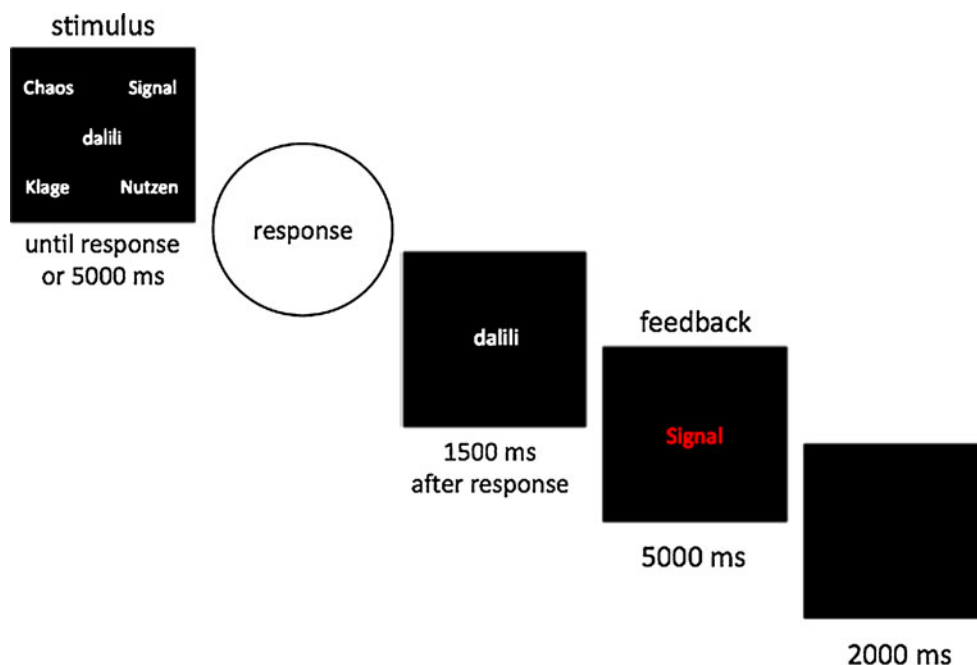 stimulus
Chaos Signal
dalili
Klage Nutzen
until response
or 5000 ms
response
dalili
1500 ms
after response
feedback
Signal
5000 ms
2000 ms